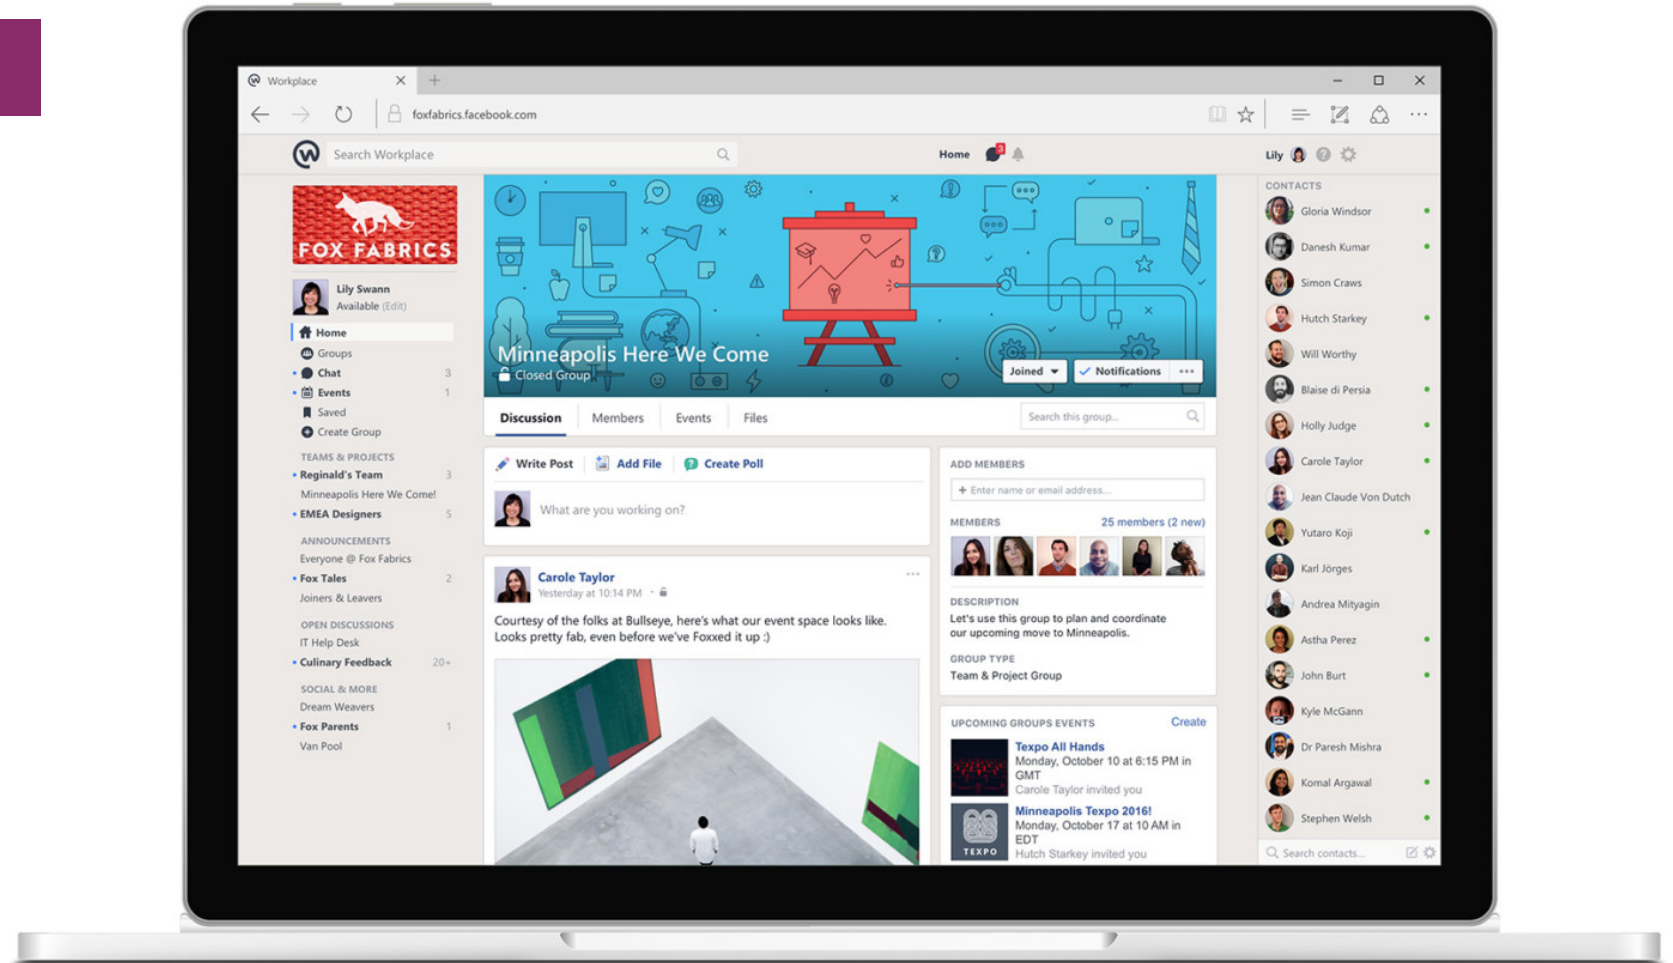 Workplace
foxfabrics.facebook.com
Search Workplace
Home
3
Lily
FOX FABRICS
Lily Swann
Available (Edit)
Home
Groups
Chat 3
Events 1
Saved
Create Group
TEAMS & PROJECTS
Reginald's Team 3
Minneapolis Here We Come!
EMEA Designers 5
ANNOUNCEMENTS
Everyone @ Fox Fabrics
Fox Tales 2
Joiners & Leavers
OPEN DISCUSSIONS
IT Help Desk
Culinary Feedback 20+
SOCIAL & MORE
Dream Weavers
Fox Parents 1
Van Pool
Minneapolis Here We Come
Closed Group
Joined
Notifications
Discussion Members Events Files
Search this group...
Write Post Add File Create Poll
What are you working on?
Carole Taylor
Yesterday at 10:14 PM
Courtesy of the folks at Bullseye, here's what our event space looks like.
Looks pretty fab, even before we've Foxxed it up :)
ADD MEMBERS
+ Enter name or email address...
MEMBERS 25 members (2 new)
DESCRIPTION
Let's use this group to plan and coordinate
our upcoming move to Minneapolis.
GROUP TYPE
Team & Project Group
UPCOMING GROUPS EVENTS Create
Texpo All Hands
Monday, October 10 at 6:15 PM in
GMT
Carole Taylor invited you
TEXPO
Minneapolis Texpo 2016!
Monday, October 17 at 10 AM in
EDT
Hutch Starkey invited you
CONTACTS
Gloria Windsor
Danesh Kumar
Simon Craws
Hutch Starkey
Will Worthy
Blaise di Persia
Holly Judge
Carole Taylor
Jean Claude Von Dutch
Yutaro Koji
Karl Jörges
Andrea Mityagin
Astha Perez
John Burt
Kyle McGann
Dr Paresh Mishra
Komal Argawal
Stephen Welsh
Search contacts...